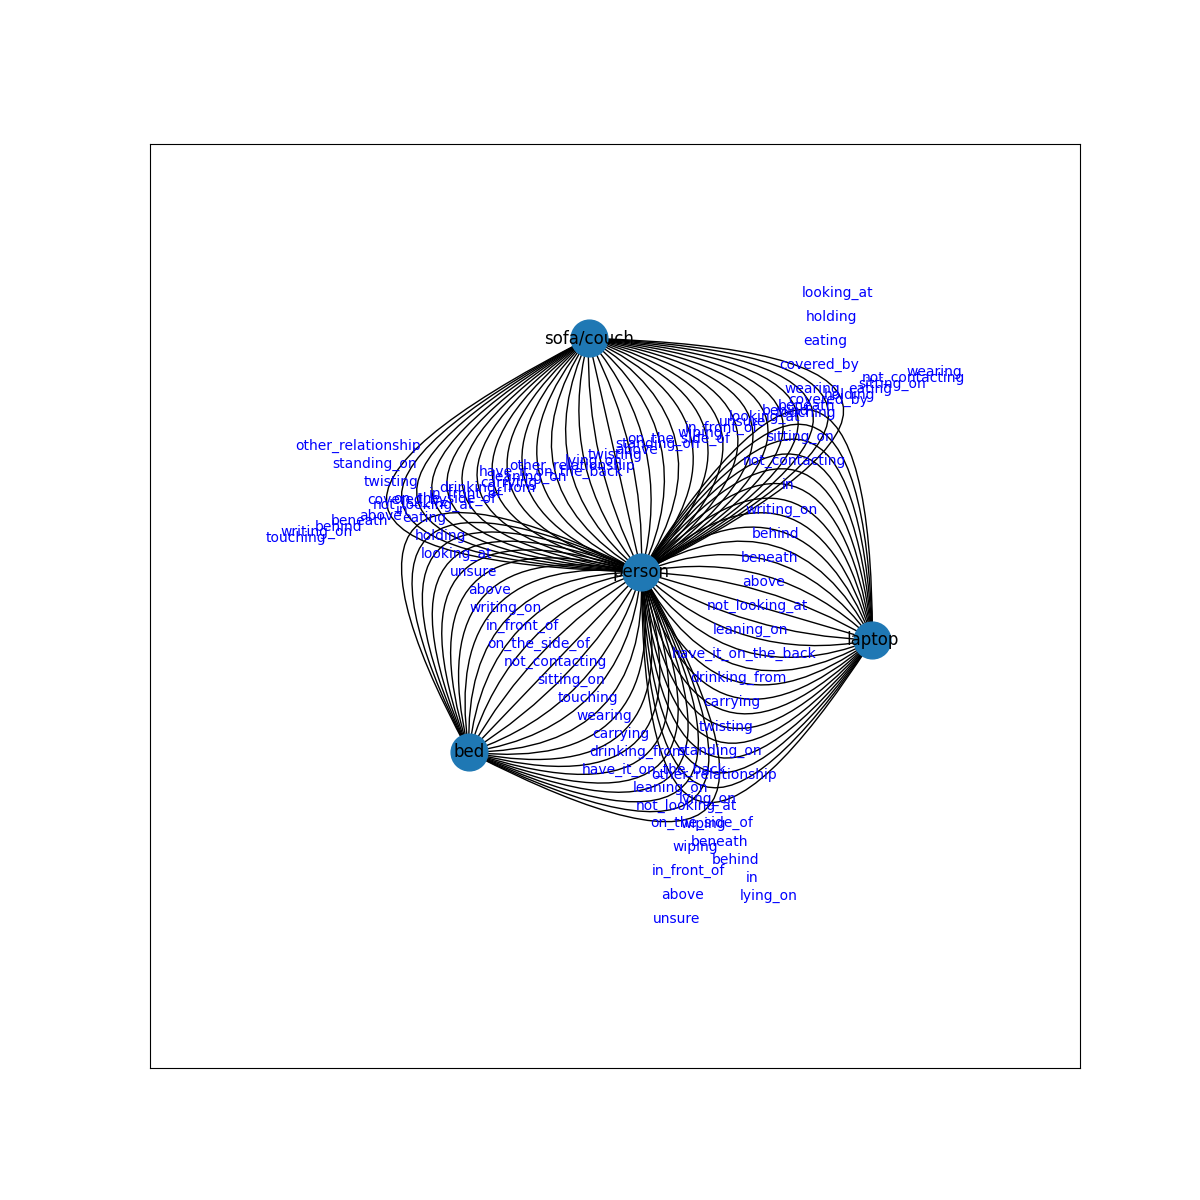 looking_at
holding
sofa/couch
eating
covered_by
wearing
not_contacting
sitting_on
wearing
eating
holding
covered_by
beneath
behind
touching
looking_at
unsure
in_front_of
wiping
sitting_on
on_the_side_of
standing_on
other_relationship
above
twisting
lying_on
not_contacting
standing_on
other_relationship
have_it_on_the_back
leaning_on
twisting
carrying
in
drinking_from
in_front_of
covered_by
on_the_side_of
not_looking_at
in
writing_on
above
eating
beneath
behind
writing_on
touching
holding
behind
looking_at
beneath
unsure
person
above
above
writing_on
not_looking_at
in_front_of
leaning_on
on_the_side_of
laptop
not_contacting
have_it_on_the_back
sitting_on
drinking_from
touching
carrying
wearing
twisting
carrying
bed
drinking_from
standing_on
have_it_on_the_back
other_relationship
leaning_on
lying_on
not_looking_at
on_the_side_of
wiping
beneath
wiping
behind
in_front_of
in
above
lying_on
unsure